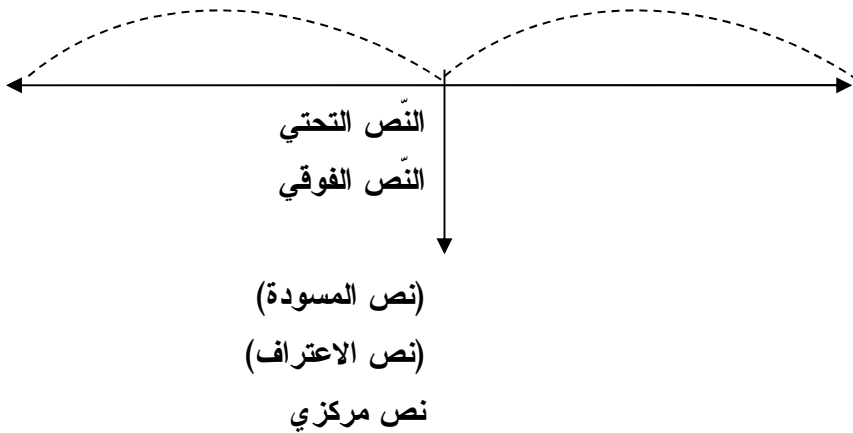 النّص التحتي
النّص الفوقي
(نص المسودة)
(نص الاعتراف)
نص مركزي